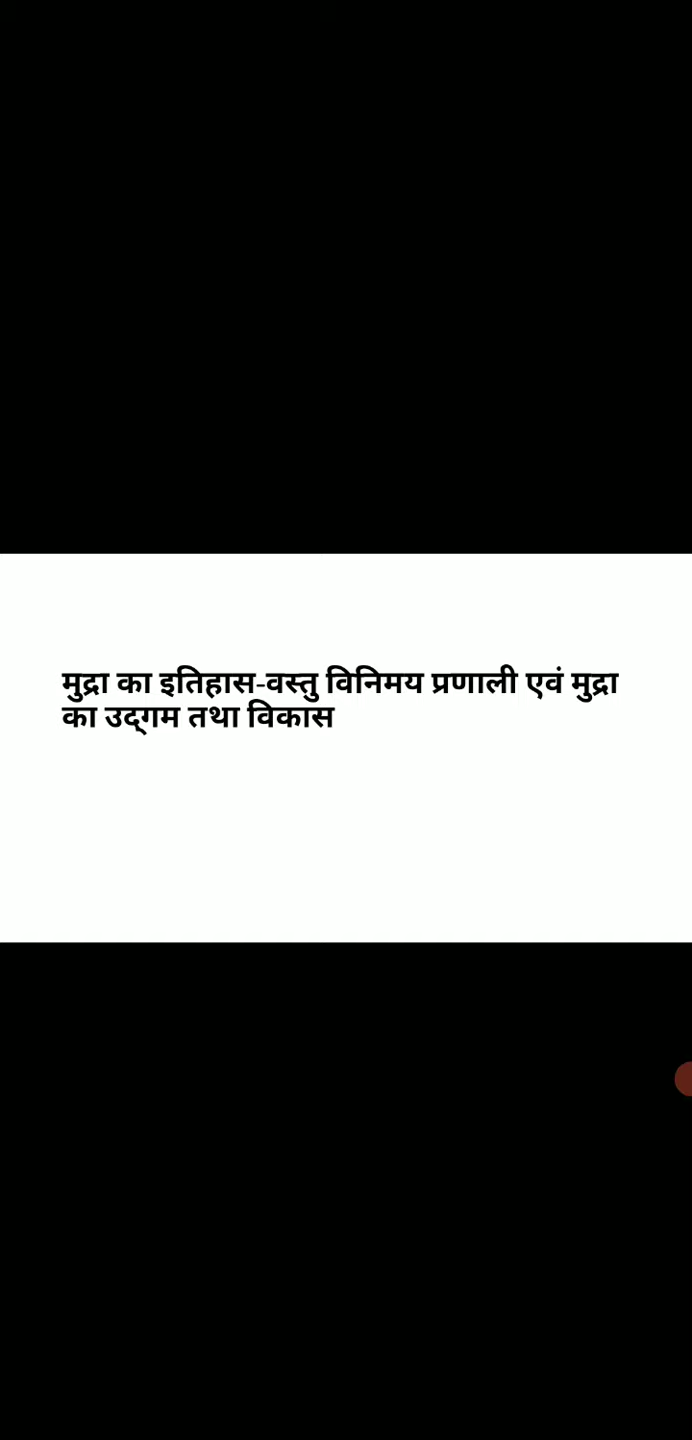 मुद्रा का इतिहास-वस्तु विनिमय प्रणाली एवं मुद्रा
का उद्गम तथा विकास